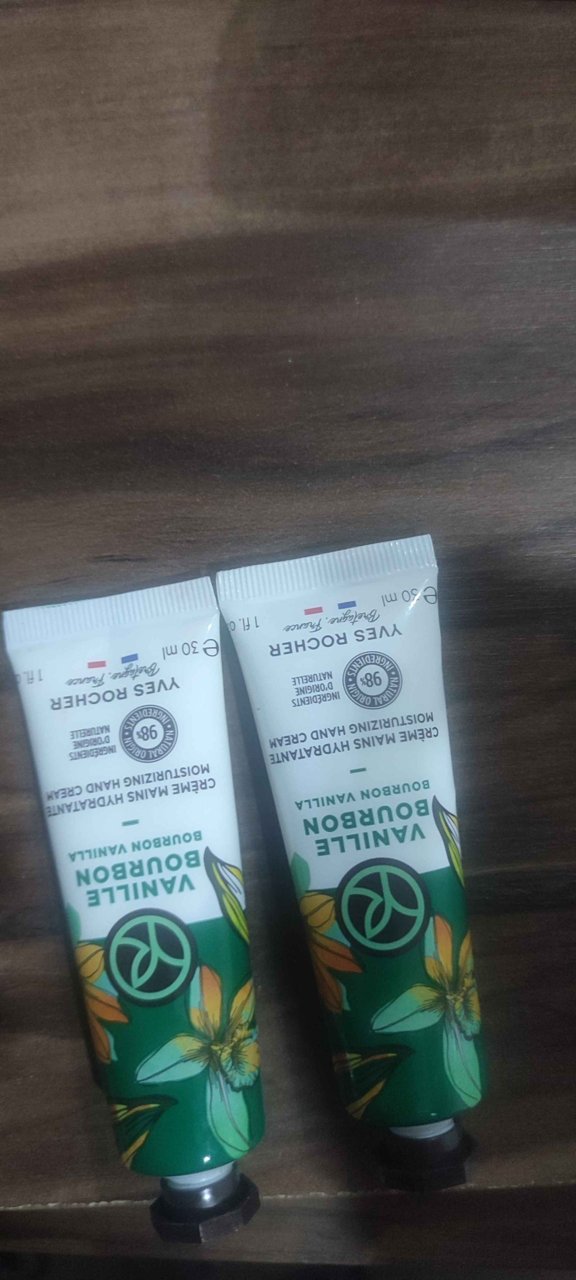 VANILLE
BOURBON
BOURBON VANILLA
CRÈME MAINS HYDRATANTE
MOISTURIZING HAND CREAM
98%
NATURAL ORIGIN • INGREDIENTS
INGRÉDIENTS
D'ORIGINE
NATURELLE
YVES ROCHER
Bretagne, France
℮ 30 ml
1 fl.
VANILLE
BOURBON
BOURBON VANILLA
CRÈME MAINS HYDRATANTE
MOISTURIZING HAND CREAM
98%
NATURAL ORIGIN • INGREDIENTS
INGRÉDIENTS
D'ORIGINE
NATURELLE
YVES ROCHER
Bretagne, France
℮ 30 ml
1 fl.